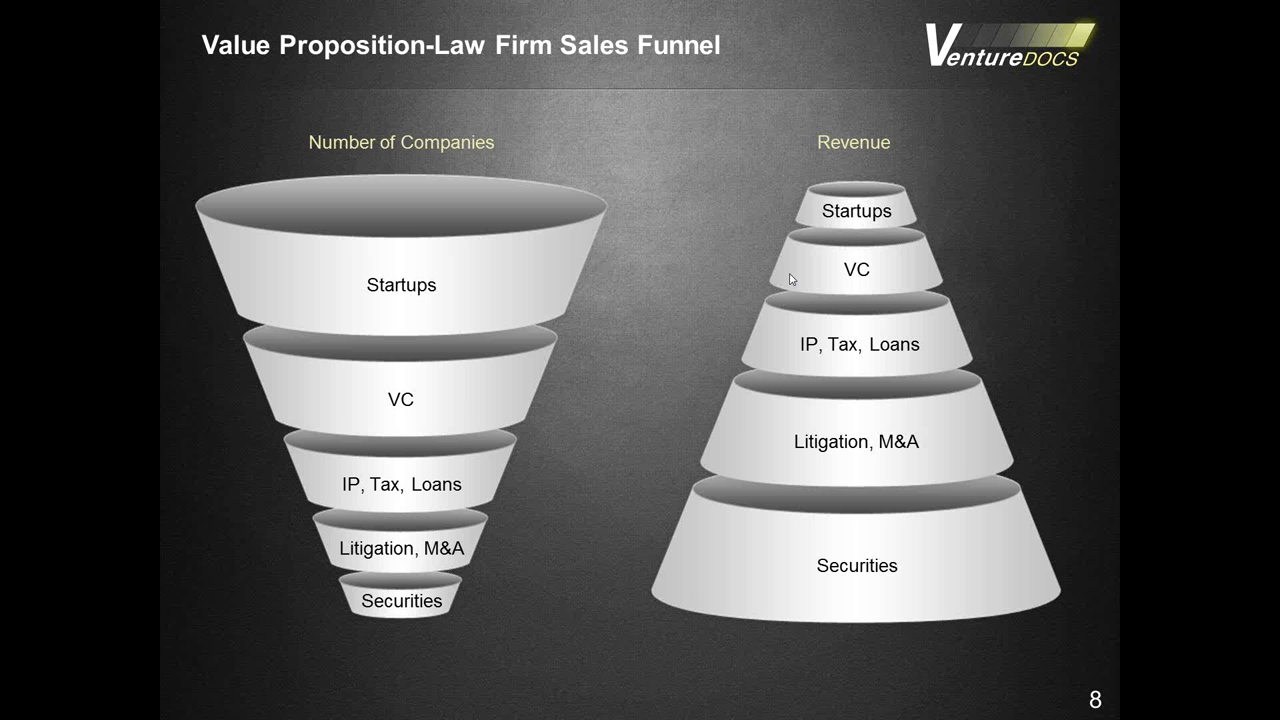 Value Proposition-Law Firm Sales Funnel
VentureDOCS
Number of Companies
Startups
VC
IP, Tax, Loans
Litigation, M&A
Securities
Revenue
Startups
VC
IP, Tax, Loans
Litigation, M&A
Securities
8